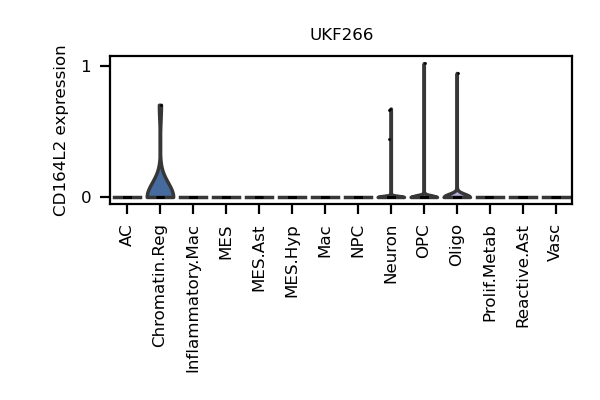 UKF266
CD164L2 expression
1
0
AC
Chromatin.Reg
Inflammatory.Mac
MES
MES.Ast
MES.Hyp
Mac
NPC
Neuron
OPC
Oligo
Prolif.Metab
Reactive.Ast
Vasc